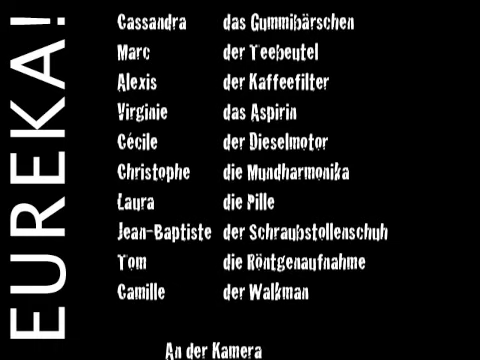 EUREKA!
Cassandra das Gummibärschen
Marc der Teebeutel
Alexis der Kaffeefilter
Virginie das Aspirin
Cécile der Dieselmotor
Christophe die Mundharmonika
Laura die Pille
Jean-Baptiste der Schraubstollenschuh
Tom die Röntgenaufnahme
Camille der Walkman
An der Kamera